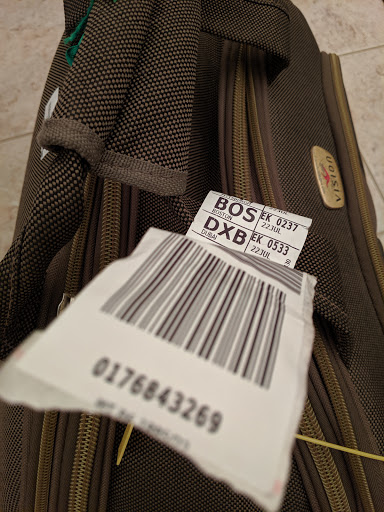 BOS EK 0237
BOSTON 22JUL
DXB EK 0533
DUBAI 22JUL
0176843269